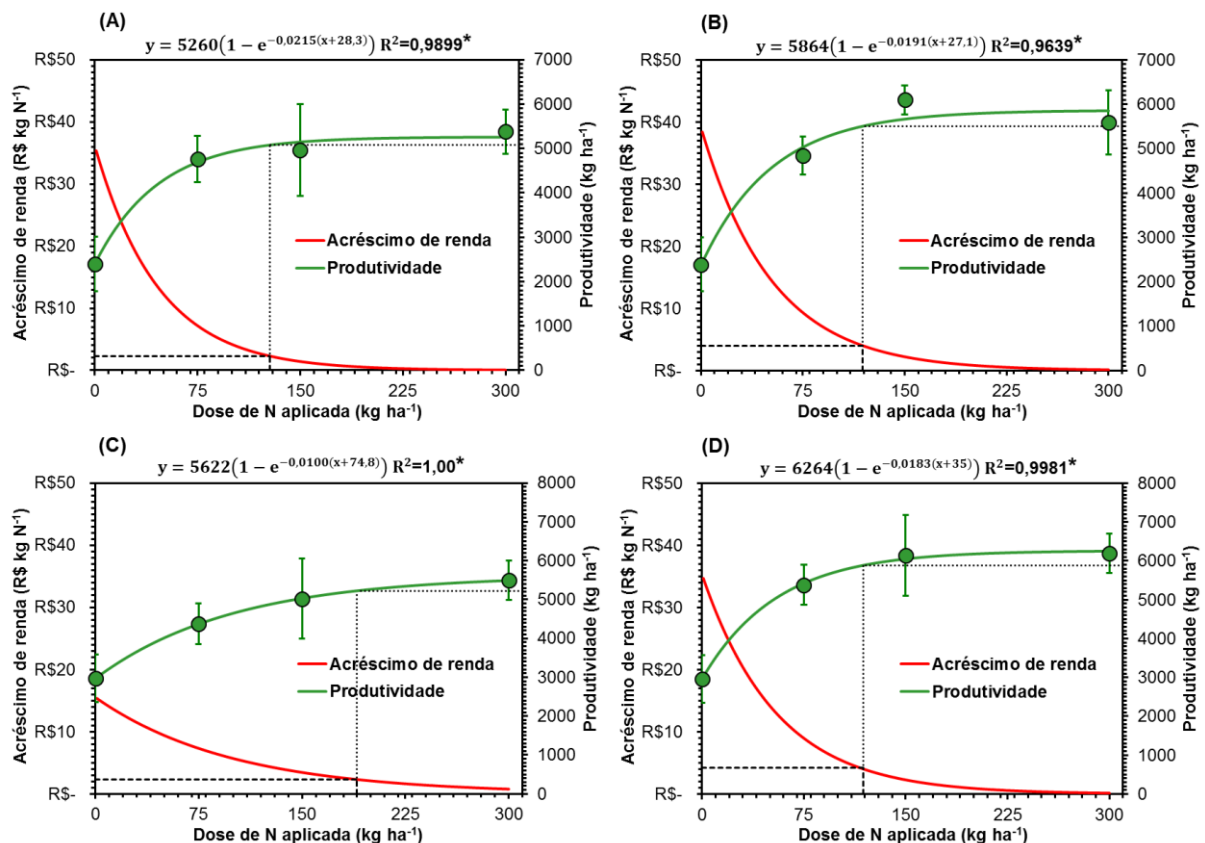 (A)
y = 5260(1 − e^−0,0215(x+28,3)) R²=0,9899*
Acréscimo de renda (R$ kg N⁻¹)
R$50
R$40
R$30
R$20
R$10
R$-
7000
6000
5000
4000
3000
2000
1000
0
Produtividade (kg ha⁻¹)
Acréscimo de renda
Produtividade
0 75 150 225 300
Dose de N aplicada (kg ha⁻¹)
(B)
y = 5864(1 − e^−0,0191(x+27,1)) R²=0,9639*
Acréscimo de renda (R$ kg N⁻¹)
R$50
R$40
R$30
R$20
R$10
R$-
7000
6000
5000
4000
3000
2000
1000
0
Produtividade (kg ha⁻¹)
Acréscimo de renda
Produtividade
0 75 150 225 300
Dose de N aplicada (kg ha⁻¹)
(C)
y = 5622(1 − e^−0,0100(x+74,8)) R²=1,00*
Acréscimo de renda (R$ kg N⁻¹)
R$50
R$40
R$30
R$20
R$10
R$-
8000
7000
6000
5000
4000
3000
2000
1000
0
Produtividade (kg ha⁻¹)
Acréscimo de renda
Produtividade
0 75 150 225 300
Dose de N aplicada (kg ha⁻¹)
(D)
y = 6264(1 − e^−0,0183(x+35)) R²=0,9981*
Acréscimo de renda (R$ kg N⁻¹)
R$50
R$40
R$30
R$20
R$10
R$-
8000
7000
6000
5000
4000
3000
2000
1000
0
Produtividade (kg ha⁻¹)
Acréscimo de renda
Produtividade
0 75 150 225 300
Dose de N aplicada (kg ha⁻¹)